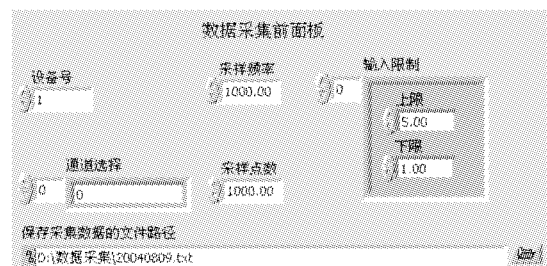 数据采集前面板
设备号
1
采样频率
1000.00
输入限制
0
上限
5.00
下限
1.00
通道选择
0
0
采样点数
1000.00
保存采集数据的文件路径
D:\数据采集\20040809.txt